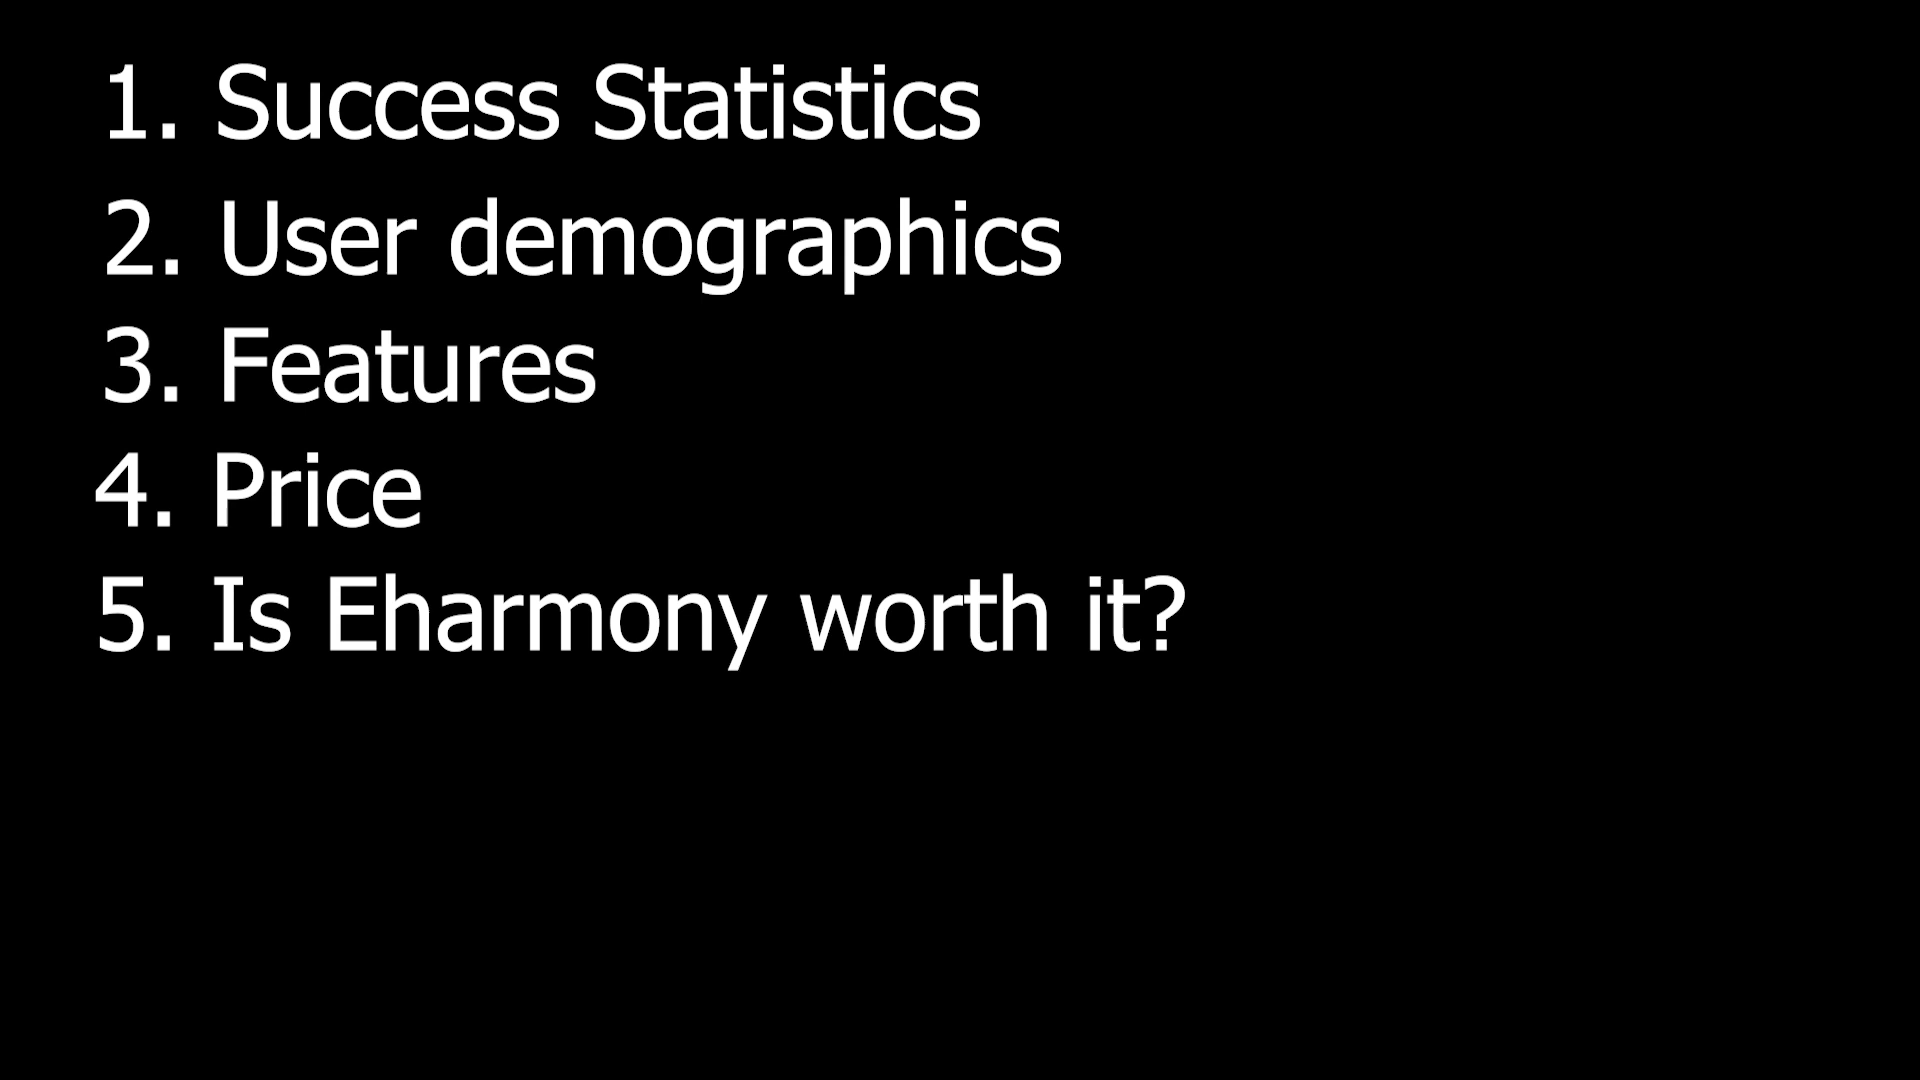 1. Success Statistics
2. User demographics
3. Features
4. Price
5. Is Eharmony worth it?